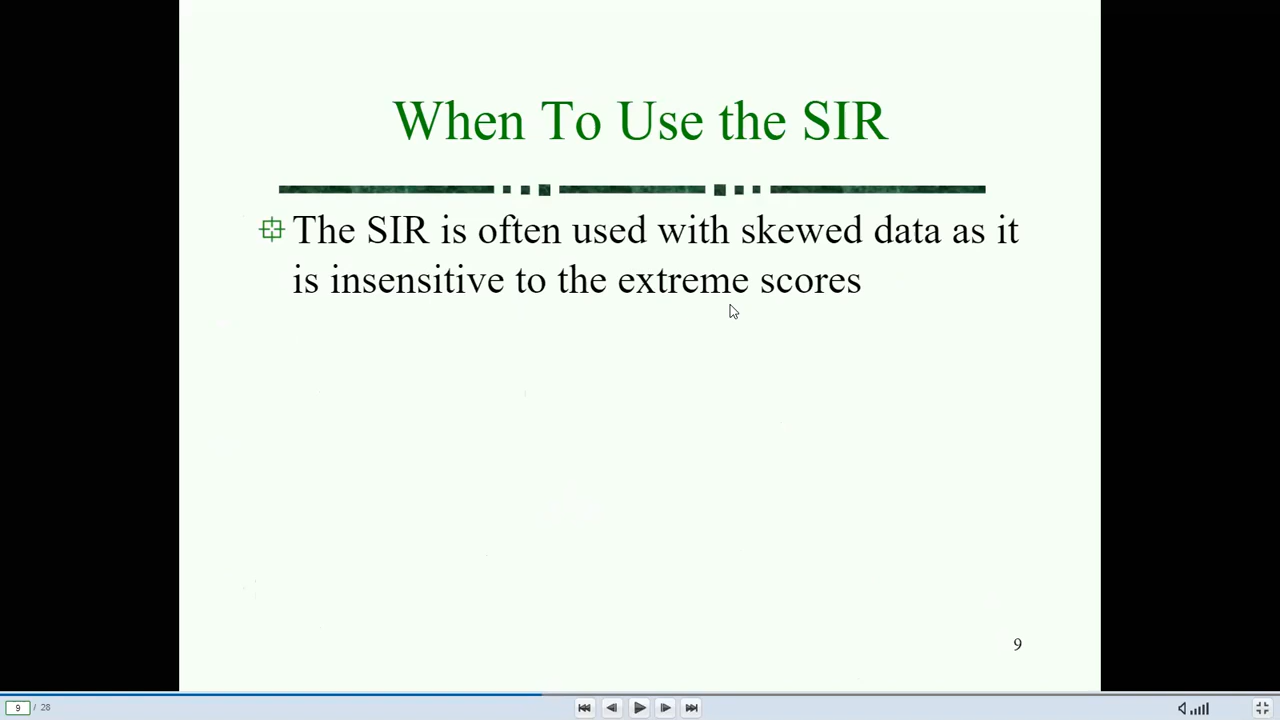 When To Use the SIR
The SIR is often used with skewed data as it
is insensitive to the extreme scores
9
9 / 28